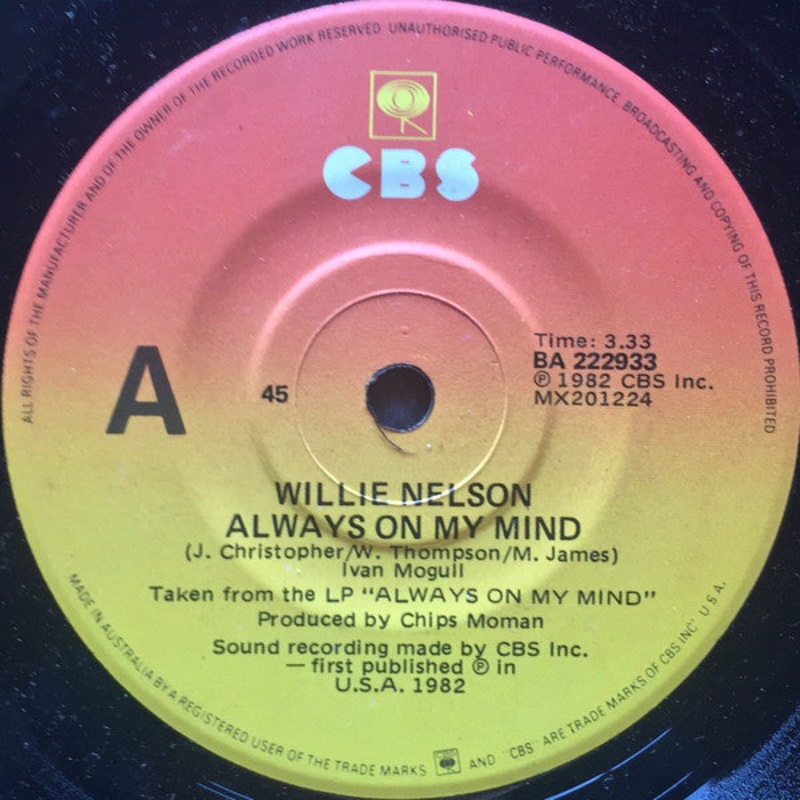 ALL RIGHTS OF THE MANUFACTURER AND OF THE OWNER OF THE RECORDED WORK RESERVED UNAUTHORISED PUBLIC PERFORMANCE BROADCASTING AND COPYING OF THIS RECORD PROHIBITED
CBS
A
45
Time: 3.33
BA 222933
℗ 1982 CBS Inc.
MX201224
WILLIE NELSON
ALWAYS ON MY MIND
(J. Christopher/W. Thompson/M. James)
Ivan Mogull
Taken from the LP "ALWAYS ON MY MIND"
Produced by Chips Moman
Sound recording made by CBS Inc.
— first published ℗ in
U.S.A. 1982
MADE IN AUSTRALIA BY A REGISTERED USER OF THE TRADE MARKS AND "CBS" ARE TRADE MARKS OF CBS INC. U.S.A.